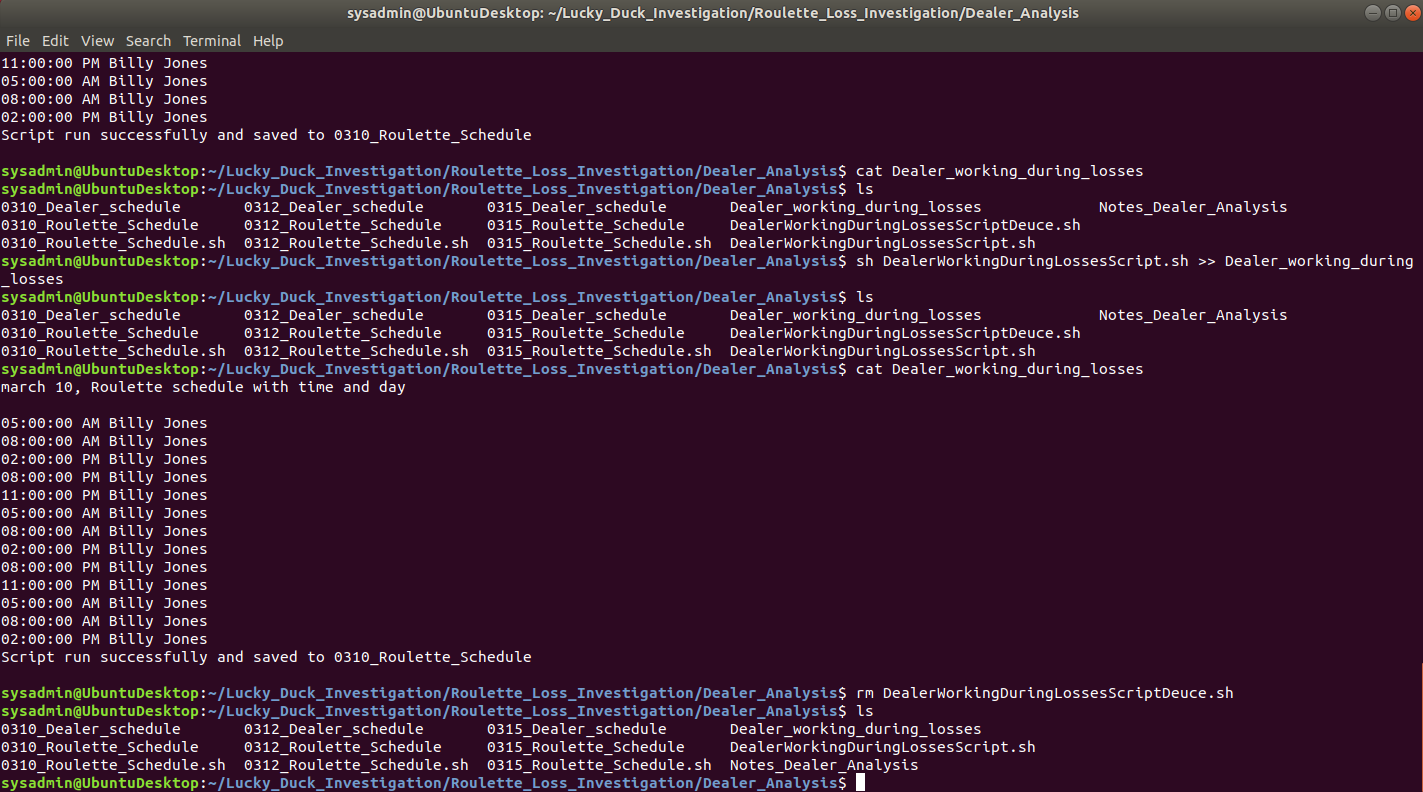 sysadmin@UbuntuDesktop: ~/Lucky_Duck_Investigation/Roulette_Loss_Investigation/Dealer_Analysis
File Edit View Search Terminal Help
11:00:00 PM Billy Jones
05:00:00 AM Billy Jones
08:00:00 AM Billy Jones
02:00:00 PM Billy Jones
Script run successfully and saved to 0310_Roulette_Schedule
sysadmin@UbuntuDesktop:~/Lucky_Duck_Investigation/Roulette_Loss_Investigation/Dealer_Analysis$ cat Dealer_working_during_losses
sysadmin@UbuntuDesktop:~/Lucky_Duck_Investigation/Roulette_Loss_Investigation/Dealer_Analysis$ ls
0310_Dealer_schedule 0312_Dealer_schedule 0315_Dealer_schedule Dealer_working_during_losses Notes_Dealer_Analysis
0310_Roulette_Schedule 0312_Roulette_Schedule 0315_Roulette_Schedule DealerWorkingDuringLossesScriptDeuce.sh
0310_Roulette_Schedule.sh 0312_Roulette_Schedule.sh 0315_Roulette_Schedule.sh DealerWorkingDuringLossesScript.sh
sysadmin@UbuntuDesktop:~/Lucky_Duck_Investigation/Roulette_Loss_Investigation/Dealer_Analysis$ sh DealerWorkingDuringLossesScript.sh >> Dealer_working_during
_losses
sysadmin@UbuntuDesktop:~/Lucky_Duck_Investigation/Roulette_Loss_Investigation/Dealer_Analysis$ ls
0310_Dealer_schedule 0312_Dealer_schedule 0315_Dealer_schedule Dealer_working_during_losses Notes_Dealer_Analysis
0310_Roulette_Schedule 0312_Roulette_Schedule 0315_Roulette_Schedule DealerWorkingDuringLossesScriptDeuce.sh
0310_Roulette_Schedule.sh 0312_Roulette_Schedule.sh 0315_Roulette_Schedule.sh DealerWorkingDuringLossesScript.sh
sysadmin@UbuntuDesktop:~/Lucky_Duck_Investigation/Roulette_Loss_Investigation/Dealer_Analysis$ cat Dealer_working_during_losses
march 10, Roulette schedule with time and day
05:00:00 AM Billy Jones
08:00:00 AM Billy Jones
02:00:00 PM Billy Jones
08:00:00 PM Billy Jones
11:00:00 PM Billy Jones
05:00:00 AM Billy Jones
08:00:00 AM Billy Jones
02:00:00 PM Billy Jones
08:00:00 PM Billy Jones
11:00:00 PM Billy Jones
05:00:00 AM Billy Jones
08:00:00 AM Billy Jones
02:00:00 PM Billy Jones
Script run successfully and saved to 0310_Roulette_Schedule
sysadmin@UbuntuDesktop:~/Lucky_Duck_Investigation/Roulette_Loss_Investigation/Dealer_Analysis$ rm DealerWorkingDuringLossesScriptDeuce.sh
sysadmin@UbuntuDesktop:~/Lucky_Duck_Investigation/Roulette_Loss_Investigation/Dealer_Analysis$ ls
0310_Dealer_schedule 0312_Dealer_schedule 0315_Dealer_schedule Dealer_working_during_losses
0310_Roulette_Schedule 0312_Roulette_Schedule 0315_Roulette_Schedule DealerWorkingDuringLossesScript.sh
0310_Roulette_Schedule.sh 0312_Roulette_Schedule.sh 0315_Roulette_Schedule.sh Notes_Dealer_Analysis
sysadmin@UbuntuDesktop:~/Lucky_Duck_Investigation/Roulette_Loss_Investigation/Dealer_Analysis$